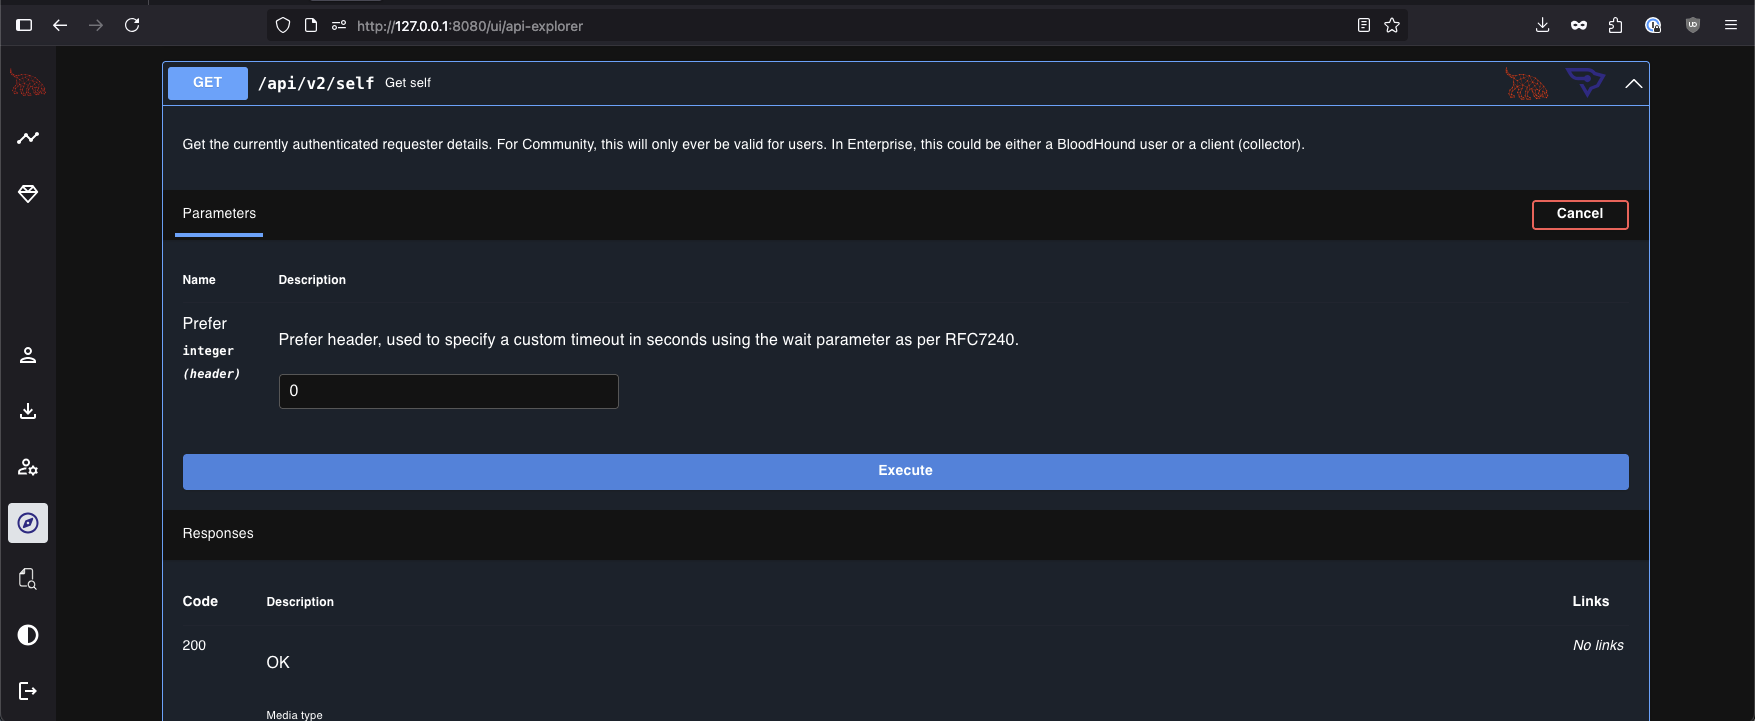 http://127.0.0.1:8080/ui/api-explorer
GET /api/v2/self Get self
Get the currently authenticated requester details. For Community, this will only ever be valid for users. In Enterprise, this could be either a BloodHound user or a client (collector).
Parameters
Cancel
Name Description
Prefer
integer
(header)
Prefer header, used to specify a custom timeout in seconds using the wait parameter as per RFC7240.
0
Execute
Responses
Code Description Links
200
OK
No links
Media type